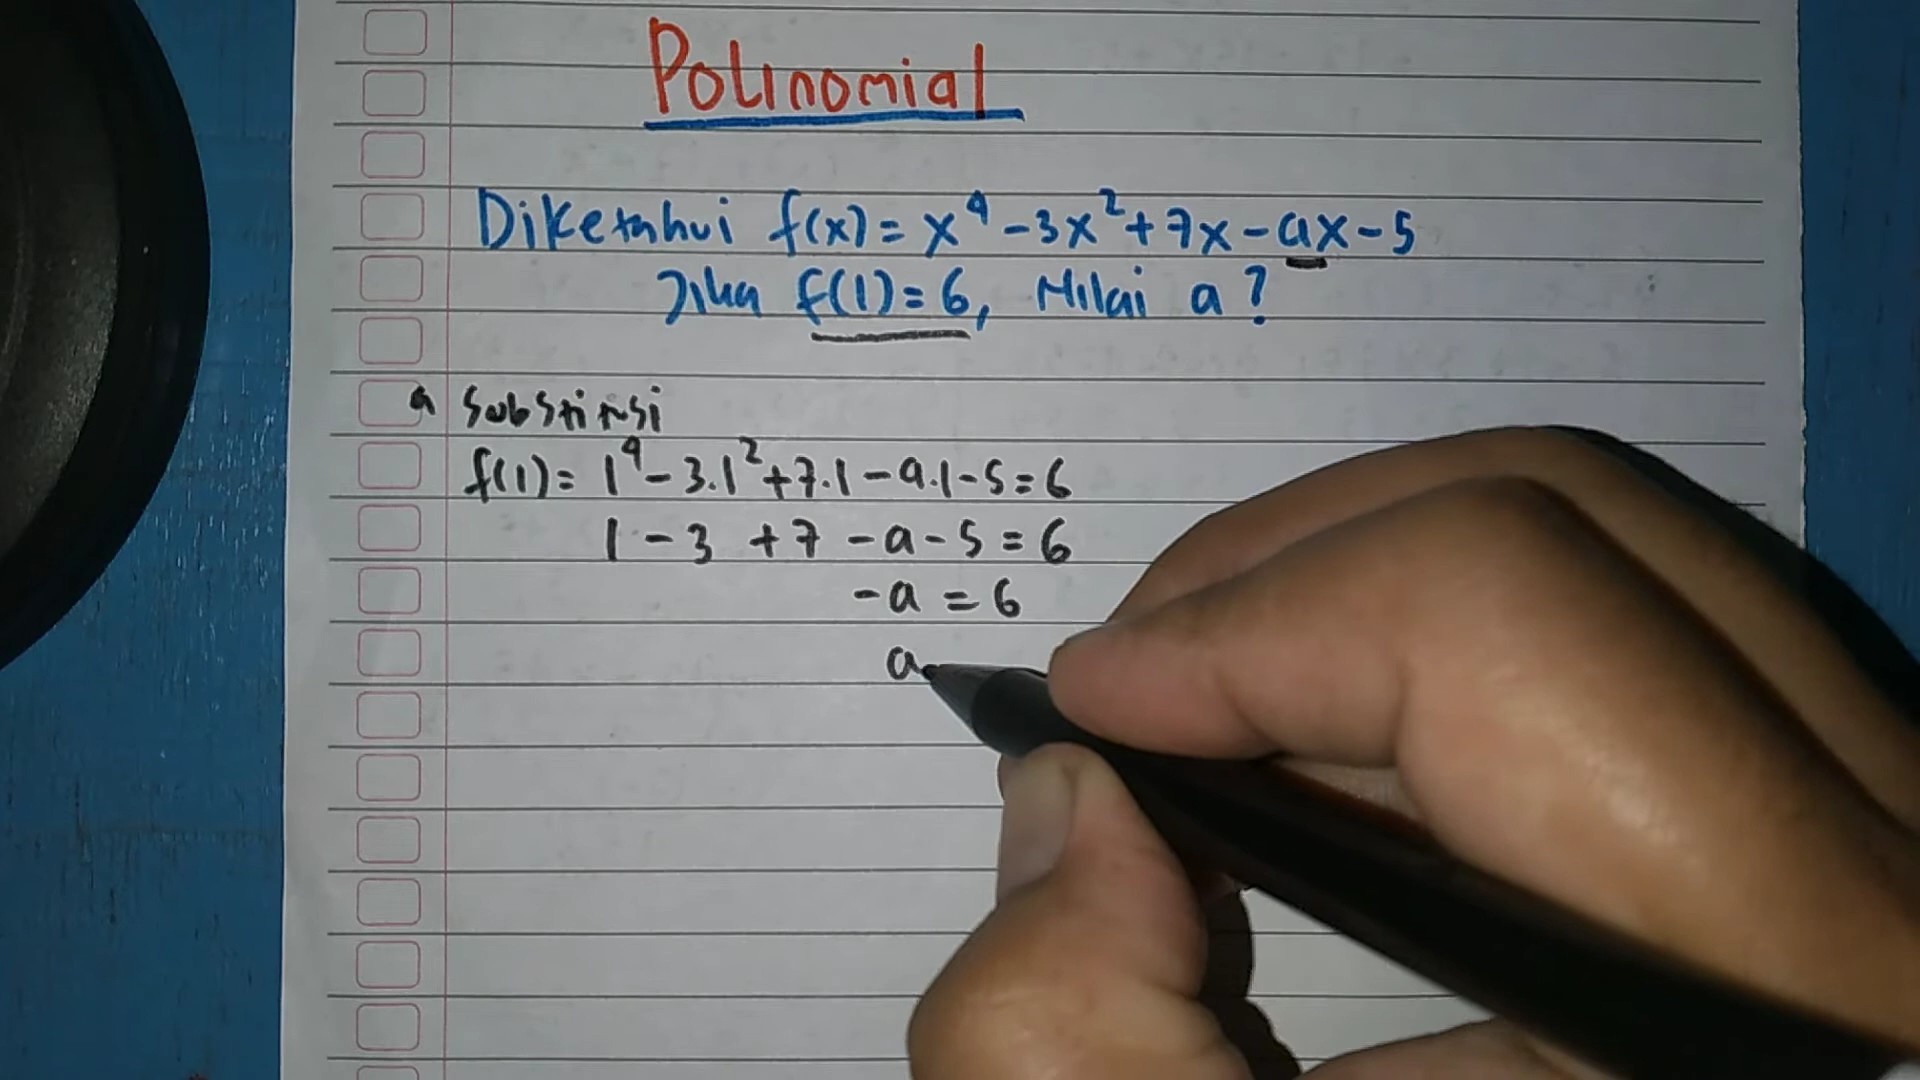 Polinomial
Diketahui f(x) = x⁴ - 3x² + 7x - ax - 5
Jika f(1) = 6, Nilai a?
a Substitusi
f(1) = 1⁴ - 3.1² + 7.1 - a.1 - 5 = 6
1 - 3 + 7 - a - 5 = 6
-a = 6
a